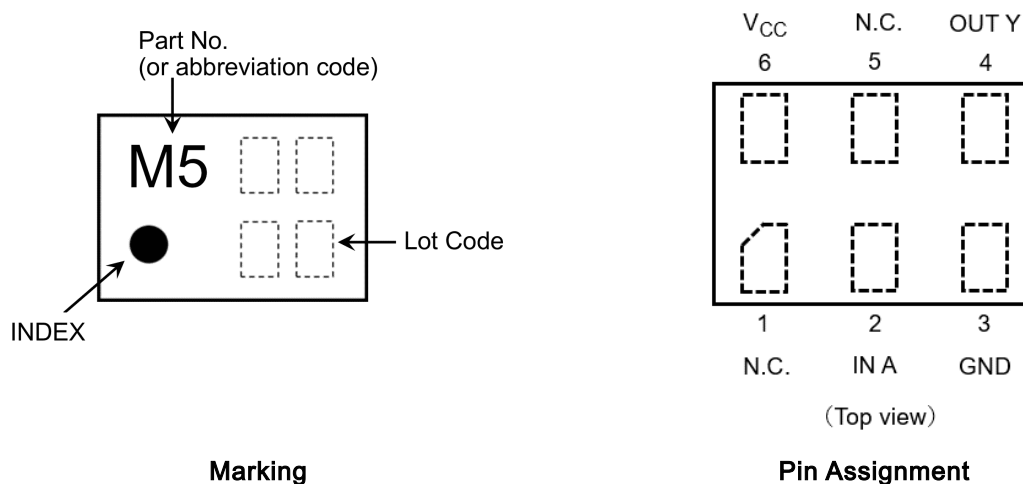 Part No.
(or abbreviation code)
M5
Lot Code
INDEX
Marking
VCC N.C. OUT Y
6 5 4
1 2 3
N.C. IN A GND
(Top view)
Pin Assignment